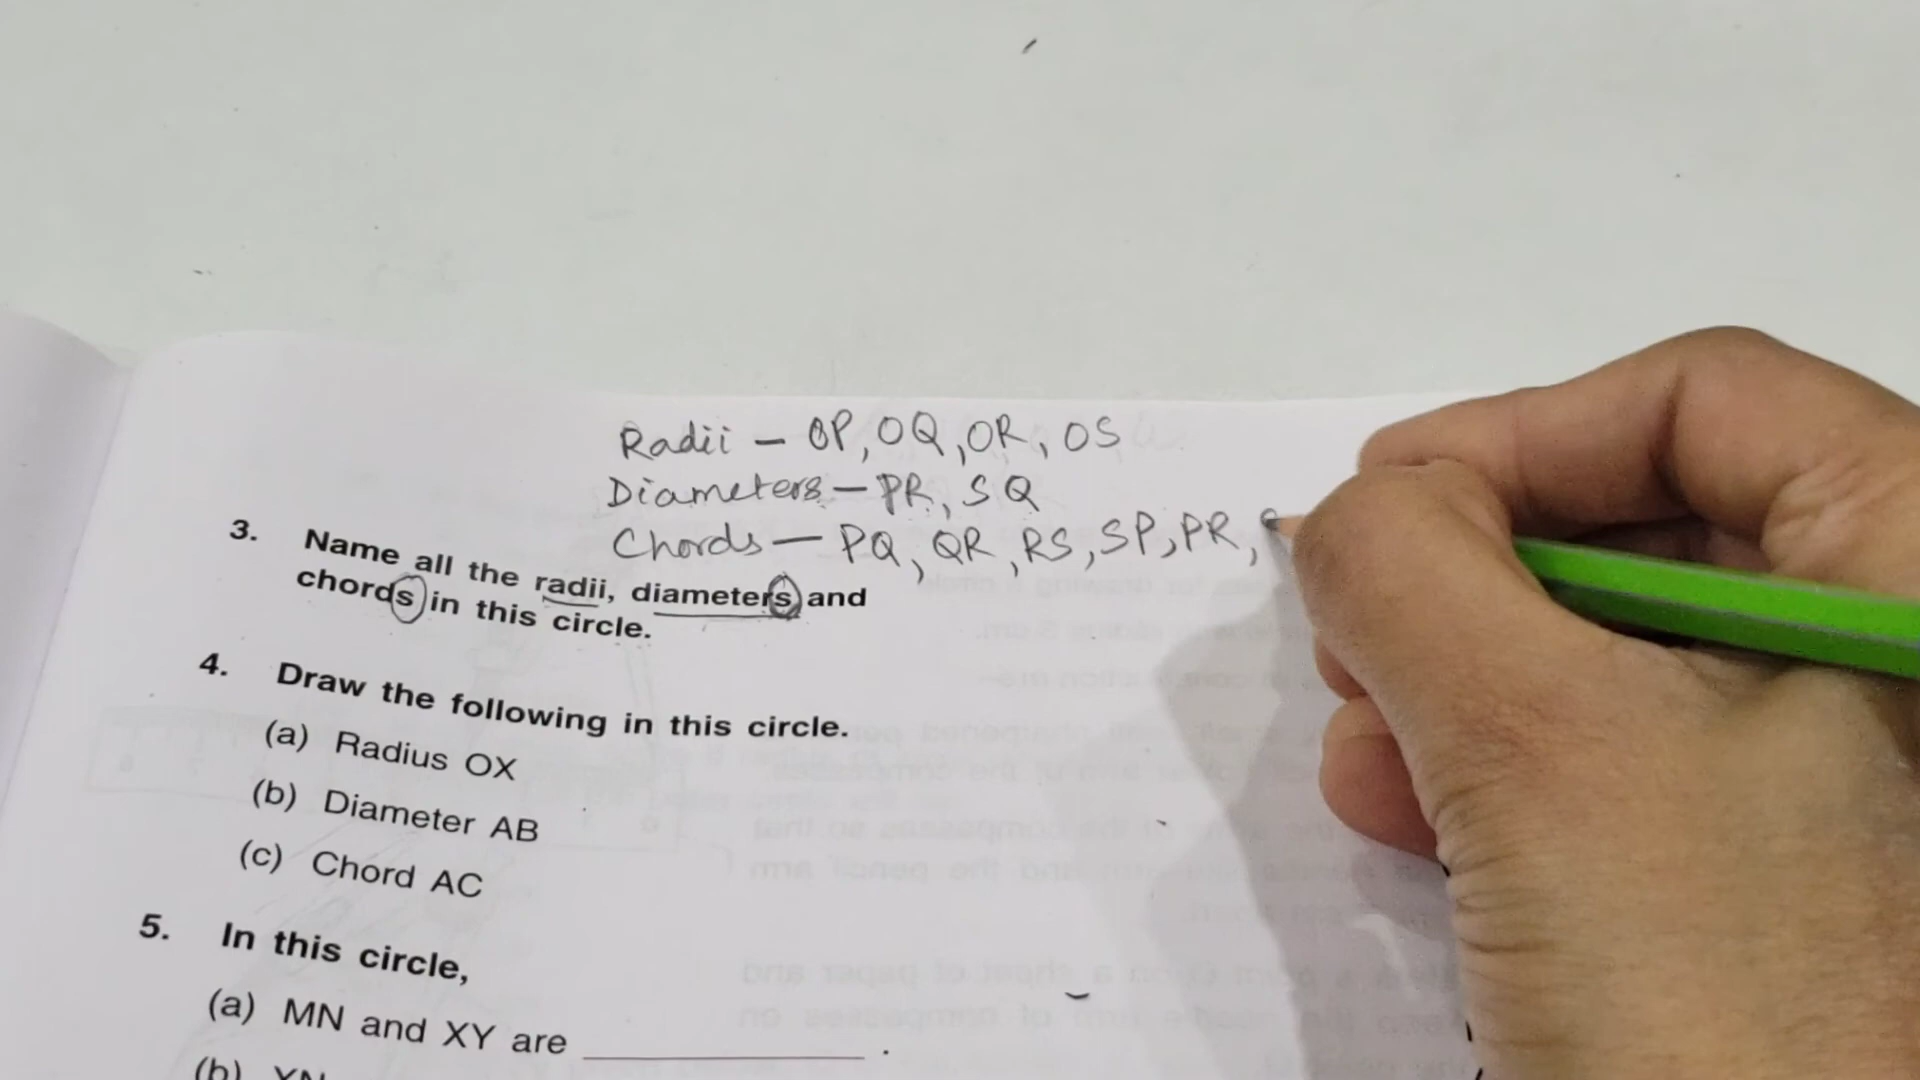 Radii - OP, OQ, OR, OS
Diameters - PR, SQ
Chords - PQ, QR, RS, SP, PR,
3. Name all the radii, diameters and
chords in this circle.
4. Draw the following in this circle.
(a) Radius OX
(b) Diameter AB
(c) Chord AC
5. In this circle,
(a) MN and XY are ____________ .
(b)